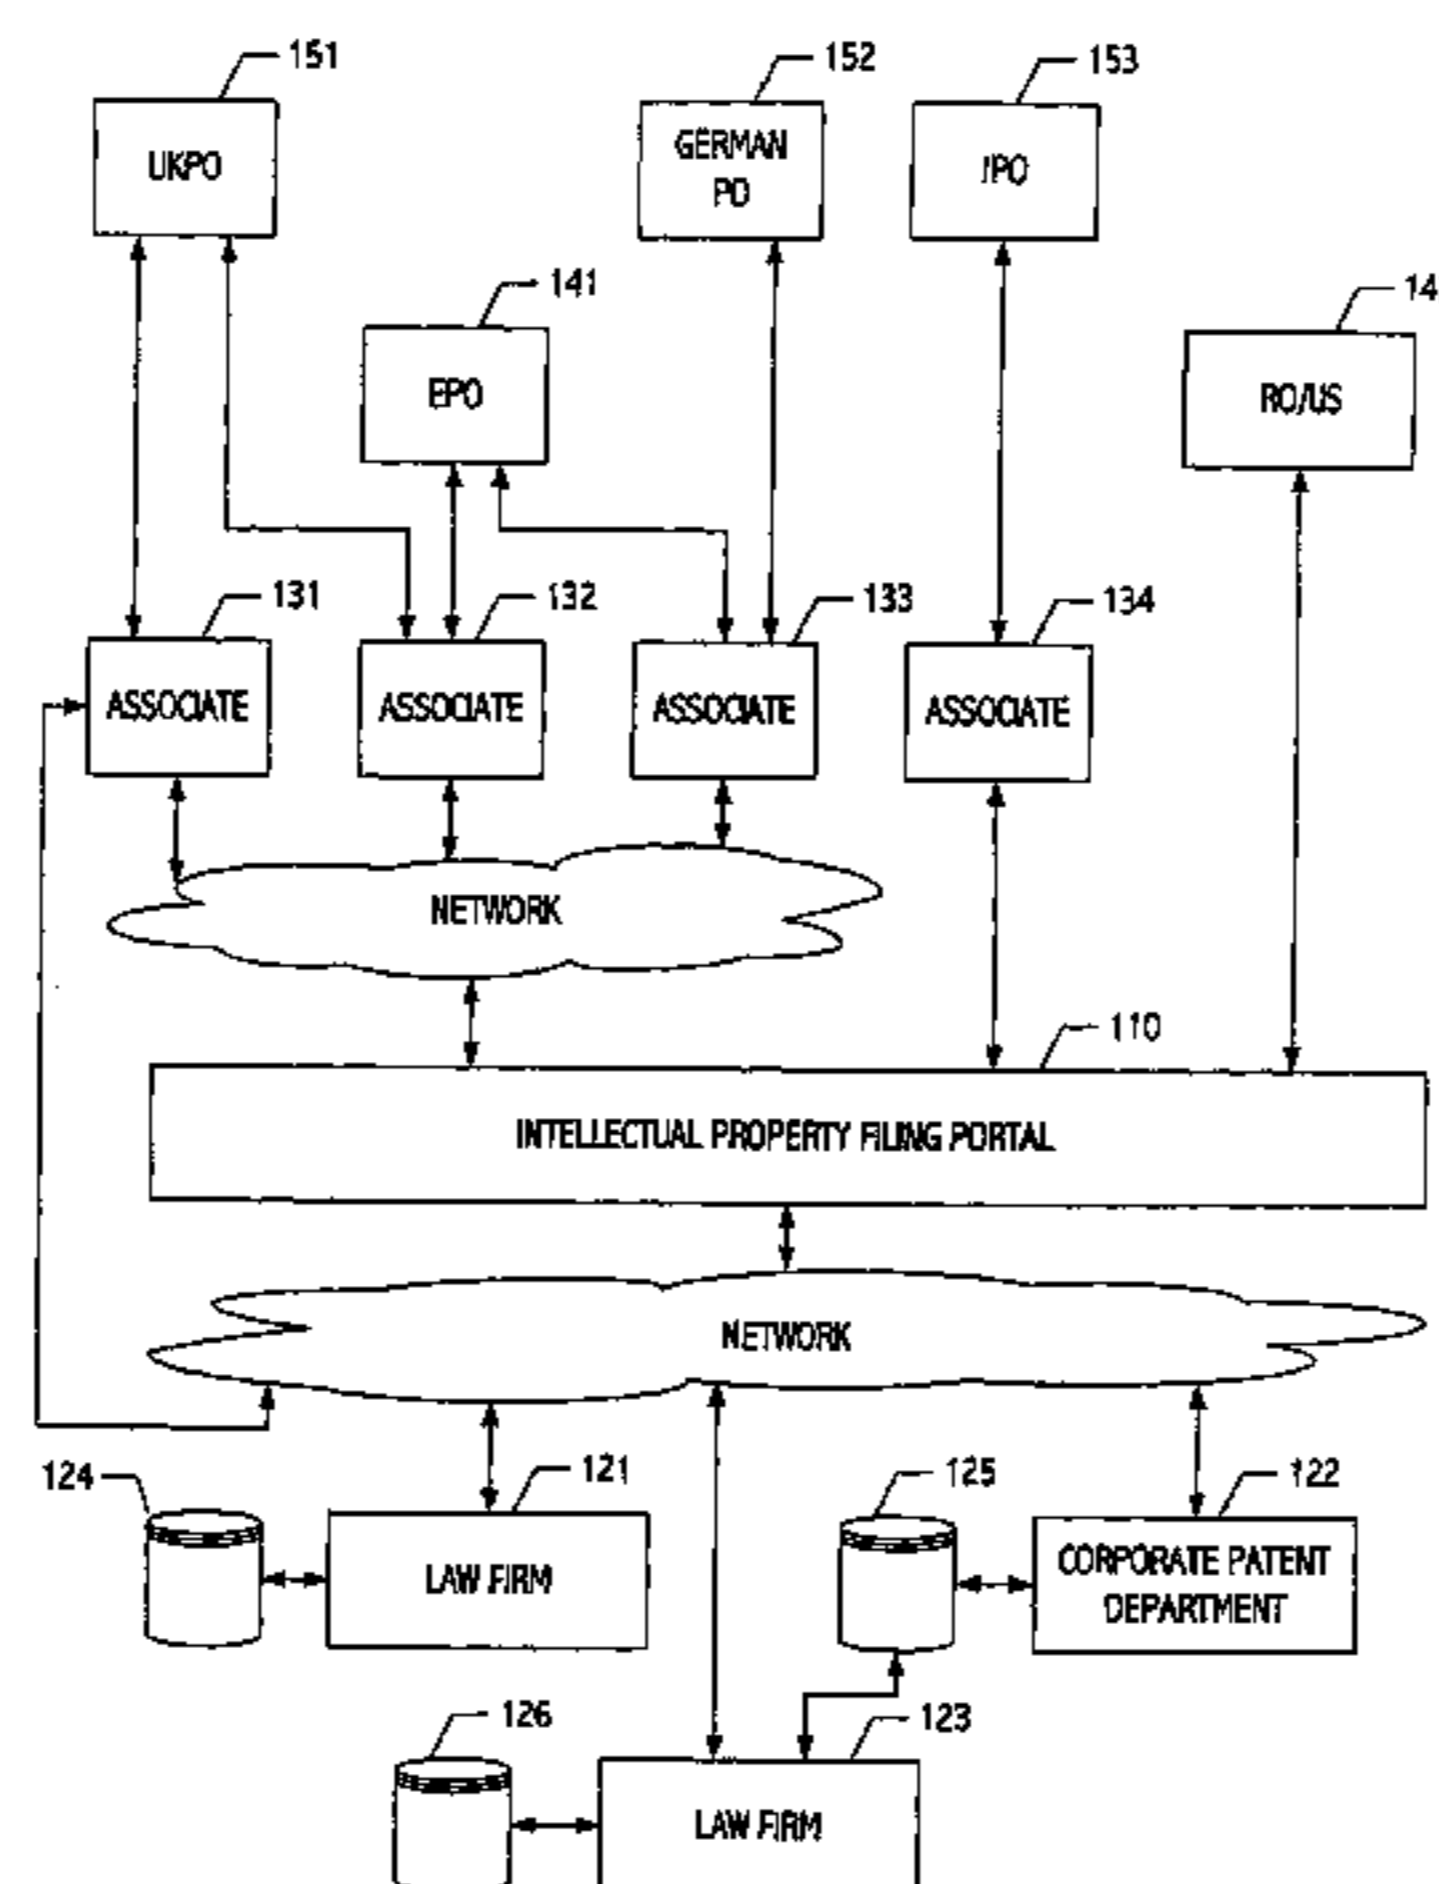 151
152
153
UKPO
GERMAN
PO
JPO
141
14
EPO
RO/US
131
132
133
134
ASSOCIATE
ASSOCIATE
ASSOCIATE
ASSOCIATE
NETWORK
110
INTELLECTUAL PROPERTY FILING PORTAL
NETWORK
124
121
125
122
LAW FIRM
CORPORATE PATENT
DEPARTMENT
126
123
LAW FIRM